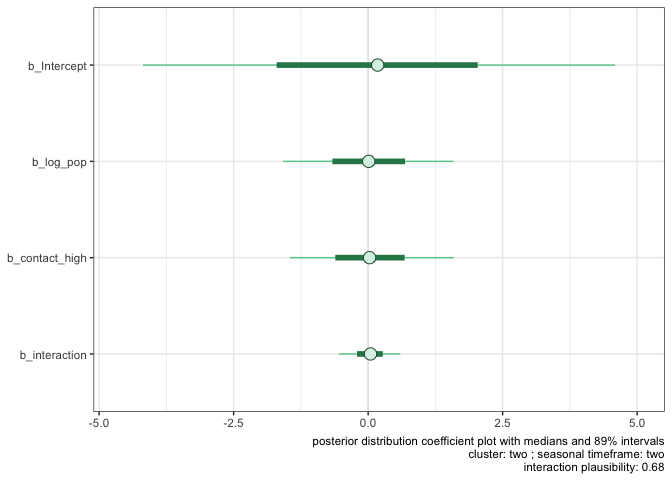 b_Intercept
b_log_pop
b_contact_high
b_interaction
-5.0 -2.5 0.0 2.5 5.0
posterior distribution coefficient plot with medians and 89% intervals
cluster: two ; seasonal timeframe: two
interaction plausibility: 0.68